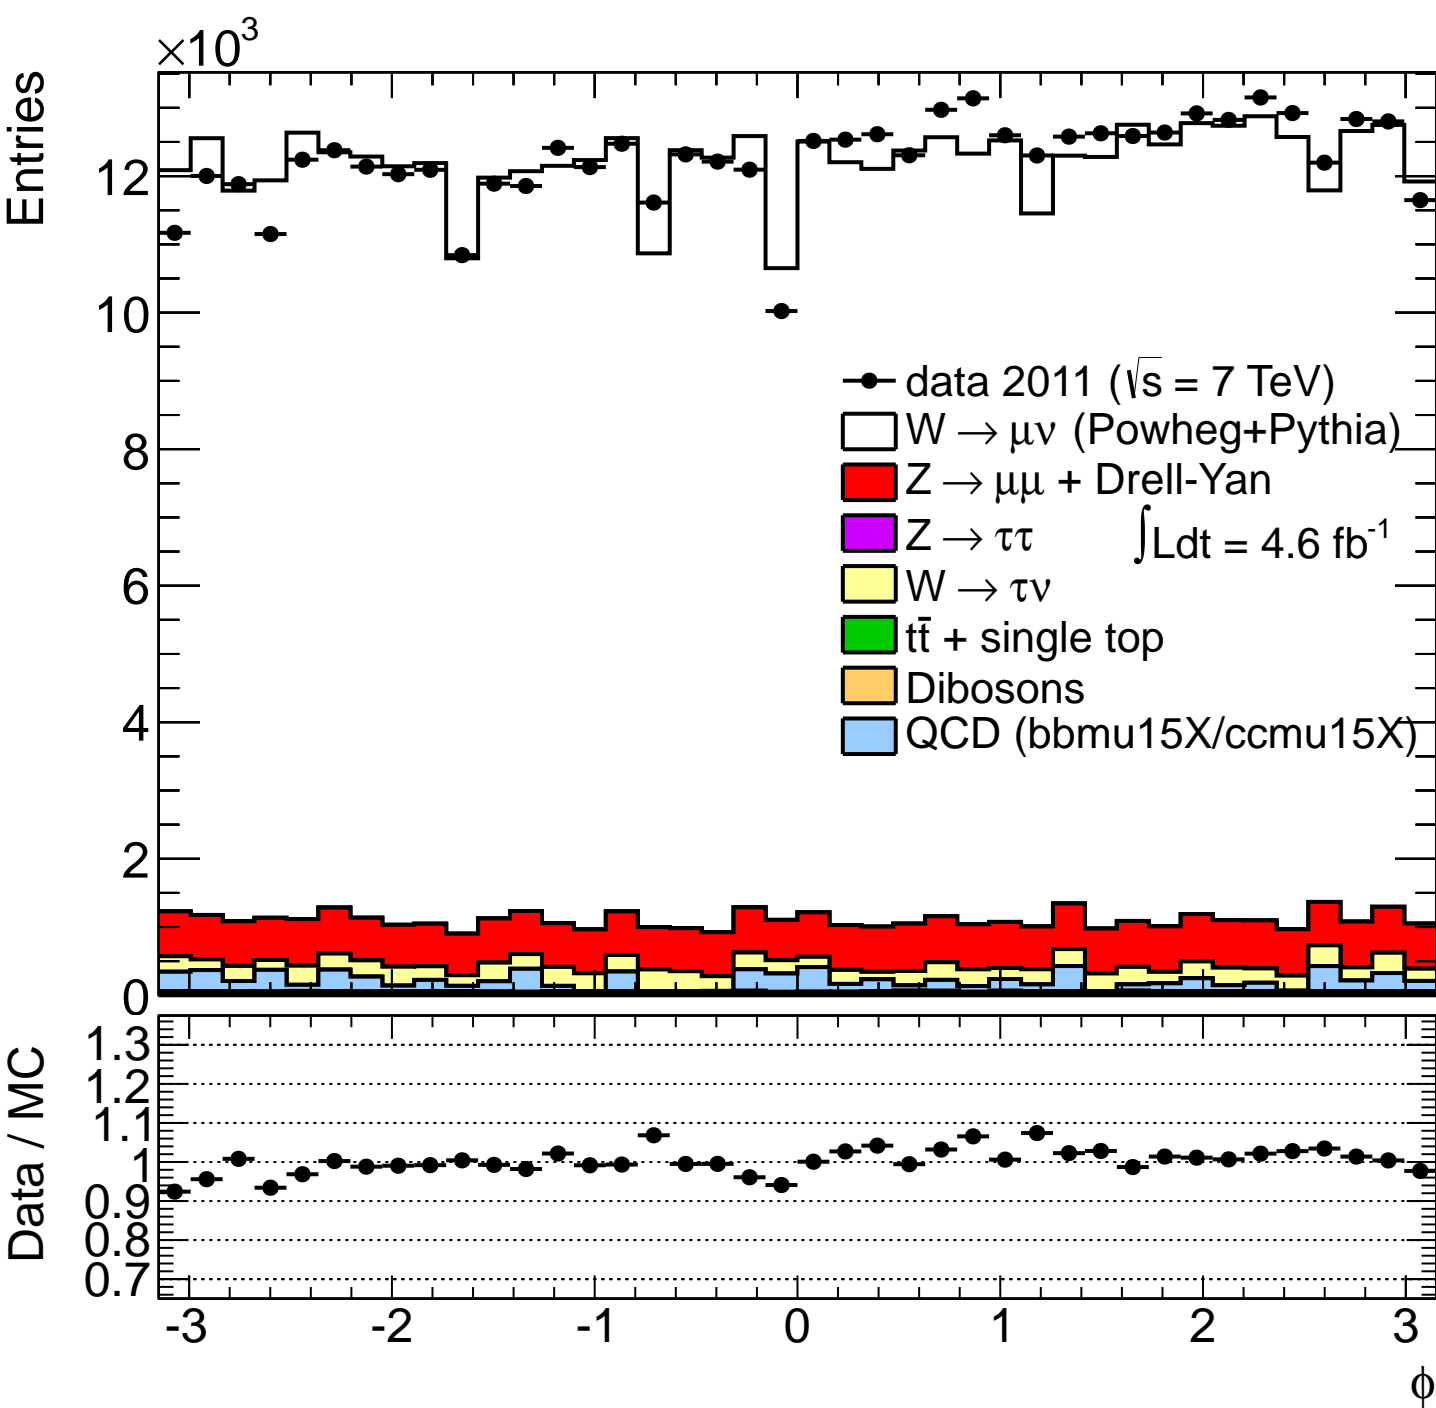 ×10³
Entries
12
10
8
6
4
2
0
data 2011 (√s = 7 TeV)
W → μν (Powheg+Pythia)
Z → μμ + Drell-Yan
Z → ττ
∫Ldt = 4.6 fb⁻¹
W → τν
tt̄ + single top
Dibosons
QCD (bbmu15X/ccmu15X)
Data / MC
1.3
1.2
1.1
1
0.9
0.8
0.7
-3 -2 -1 0 1 2 3
ϕ